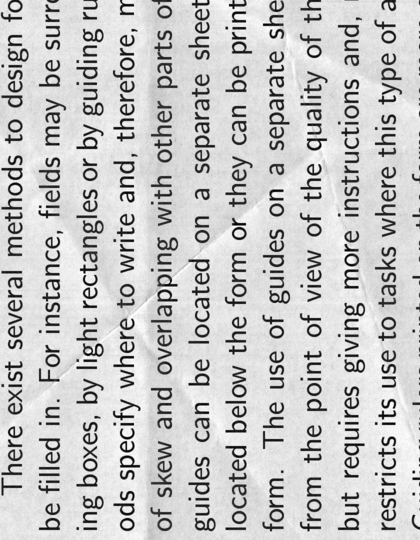 There exist several methods to design fo
be filled in. For instance, fields may be surro
ing boxes, by light rectangles or by guiding ru
ods specify where to write and, therefore, m
of skew and overlapping with other parts of
guides can be located on a separate sheet
located below the form or they can be print
form. The use of guides on a separate she
from the point of view of the quality of th
but requires giving more instructions and,
restricts its use to tasks where this type of a